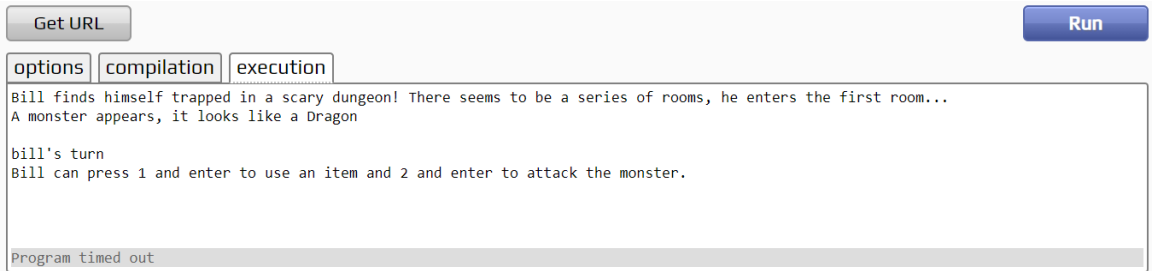 Get URL
Run
options
compilation
execution
Bill finds himself trapped in a scary dungeon! There seems to be a series of rooms, he enters the first room...
A monster appears, it looks like a Dragon
bill's turn
Bill can press 1 and enter to use an item and 2 and enter to attack the monster.
Program timed out